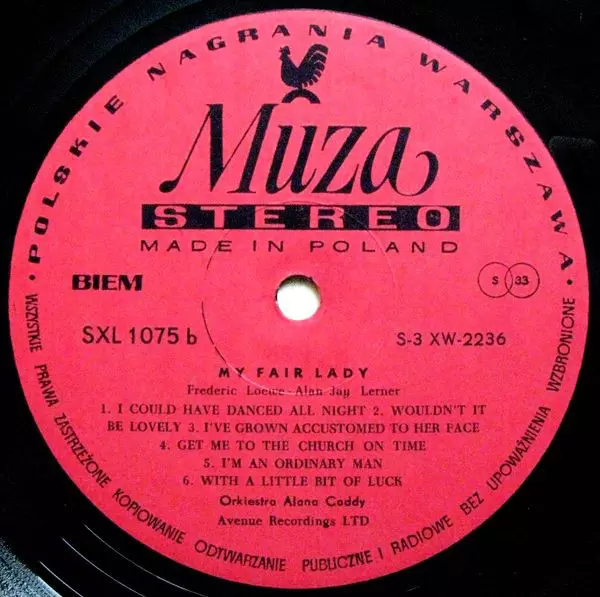 • POLSKIE NAGRANIA WARSZAWA •
Muza
STEREO
MADE IN POLAND
BIEM
S 33
SXL 1075 b
S-3 XW-2236
MY FAIR LADY
Frederic Loewe-Alan Jay Lerner
1. I COULD HAVE DANCED ALL NIGHT 2. WOULDN'T IT
BE LOVELY 3. I'VE GROWN ACCUSTOMED TO HER FACE
4. GET ME TO THE CHURCH ON TIME
5. I'M AN ORDINARY MAN
6. WITH A LITTLE BIT OF LUCK
Orkiestra Alana Caddy
Avenue Recordings LTD
WSZYSTKIE PRAWA ZASTRZEŻONE KOPIOWANIE ODTWARZANIE PUBLICZNE I RADIOWE BEZ UPOWAŻNIENIA WZBRONIONE